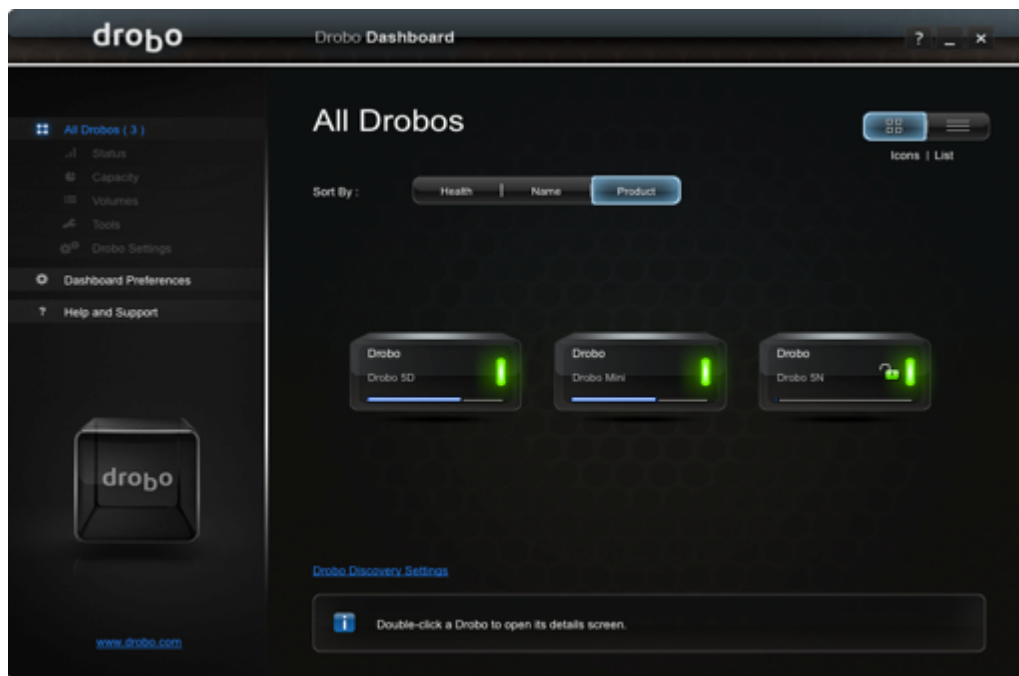 drobo
Drobo Dashboard
? _ ×
All Drobos ( 3 )
Status
Capacity
Volumes
Tools
Drobo Settings
Dashboard Preferences
? Help and Support
drobo
www.drobo.com
All Drobos
Icons | List
Sort By :
Health | Name Product
Drobo
Drobo 5D
Drobo
Drobo Mini
Drobo
Drobo 5N
Drobo Discovery Settings
i Double-click a Drobo to open its details screen.